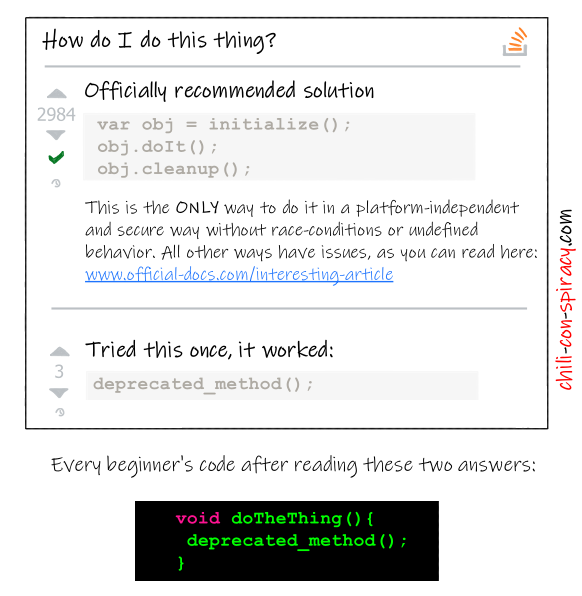 How do I do this thing?
Officially recommended solution
2984
var obj = initialize();
obj.doIt();
obj.cleanup();
This is the ONLY way to do it in a platform-independent
and secure way without race-conditions or undefined
behavior. All other ways have issues, as you can read here:
www.official-docs.com/interesting-article
Tried this once, it worked:
3
deprecated_method();
chili-con-spiracy.com
Every beginner's code after reading these two answers:
void doTheThing(){
deprecated_method();
}